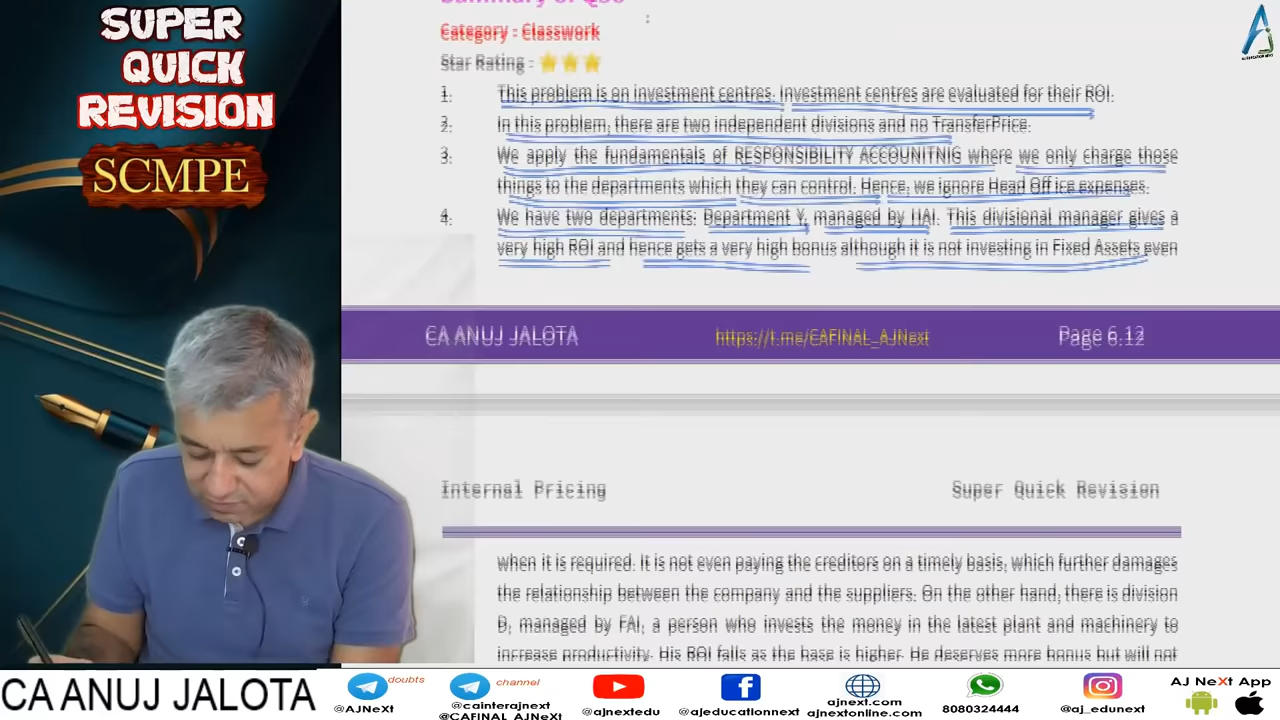 SUPER
QUICK
REVISION
SCMPE
Category : Classwork
Star Rating -
1. This problem is on investment centres. Investment centres are evaluated for their ROI.
2. In this problem, there are two independent divisions and no TransferPrice.
3. We apply the fundamentals of RESPONSIBILITY ACCOUNITNIG where we only charge those
things to the departments which they can control. Hence, we ignore Head Off ice expenses.
4. We have two departments: Department Y, managed by HAI. This divisional manager gives a
very high ROI and hence gets a very high bonus although it is not investing in Fixed Assets even
CA ANUJ JALOTA https://t.me/CAFINAL_AJNext Page 6.12
Internal Pricing Super Quick Revision
when it is required. It is not even paying the creditors on a timely basis, which further damages
the relationship between the company and the suppliers. On the other hand, there is division
D, managed by FAI, a person who invests the money in the latest plant and machinery to
increase productivity. His ROI falls as the base is higher. He deserves more bonus but will not
CA ANUJ JALOTA
doubts
@AJNeXt
channel
@cainterajnext
@CAFINAL_AJNeXt
@ajnextedu
@ajeducationnext
ajnext.com
ajnextonline.com
8080324444
@aj_edunext
AJ NeXt App